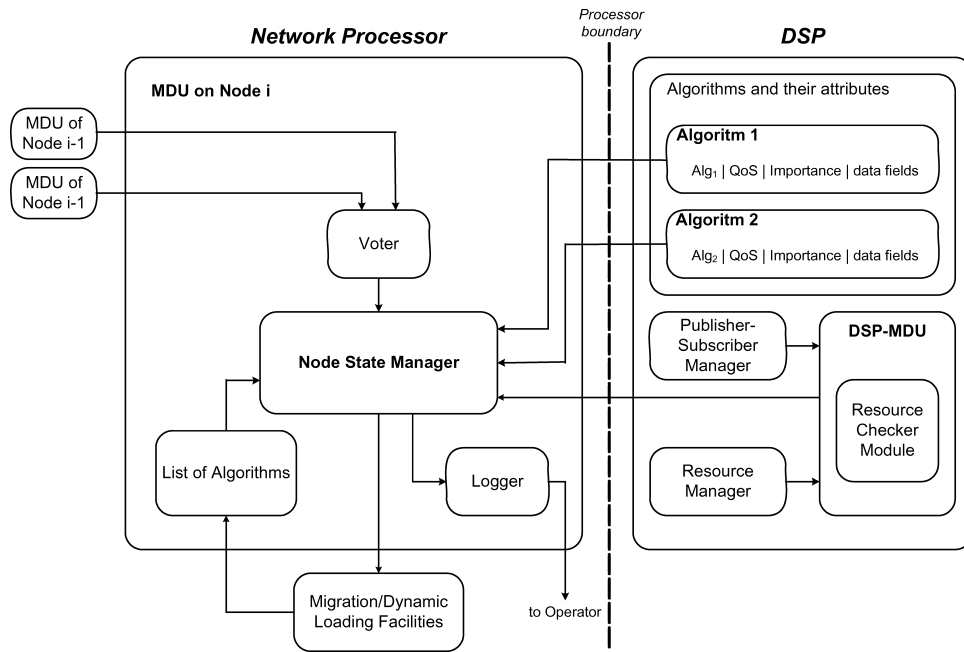 Network Processor
Processor
boundary
DSP
MDU on Node i
MDU of
Node i-1
MDU of
Node i-1
Voter
Node State Manager
List of Algorithms
Logger
Migration/Dynamic
Loading Facilities
to Operator
Algorithms and their attributes
Algoritm 1
Alg₁ | QoS | Importance | data fields
Algoritm 2
Alg₂ | QoS | Importance | data fields
Publisher-
Subscriber
Manager
DSP-MDU
Resource
Checker
Module
Resource
Manager